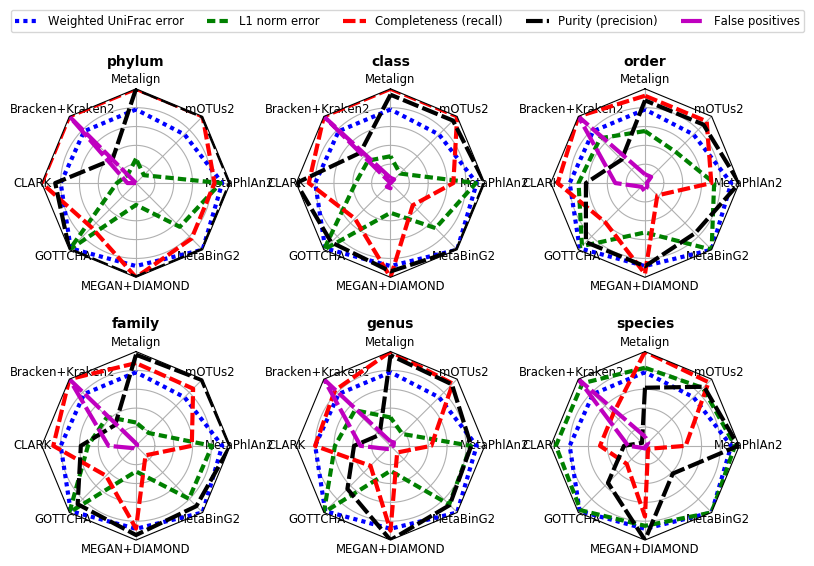 Weighted UniFrac error L1 norm error Completeness (recall) Purity (precision) False positives
phylum class order
Metalign Metalign Metalign
Bracken+Kraken2 mOTUs2 Bracken+Kraken2 mOTUs2 Bracken+Kraken2 mOTUs2
CLARK MetaPhlAn2 CLARK MetaPhlAn2 CLARK MetaPhlAn2
GOTTCHA MetaBinG2 GOTTCHA MetaBinG2 GOTTCHA MetaBinG2
MEGAN+DIAMOND MEGAN+DIAMOND MEGAN+DIAMOND
family genus species
Metalign Metalign Metalign
Bracken+Kraken2 mOTUs2 Bracken+Kraken2 mOTUs2 Bracken+Kraken2 mOTUs2
CLARK MetaPhlAn2 CLARK MetaPhlAn2 CLARK MetaPhlAn2
GOTTCHA MetaBinG2 GOTTCHA MetaBinG2 GOTTCHA MetaBinG2
MEGAN+DIAMOND MEGAN+DIAMOND MEGAN+DIAMOND